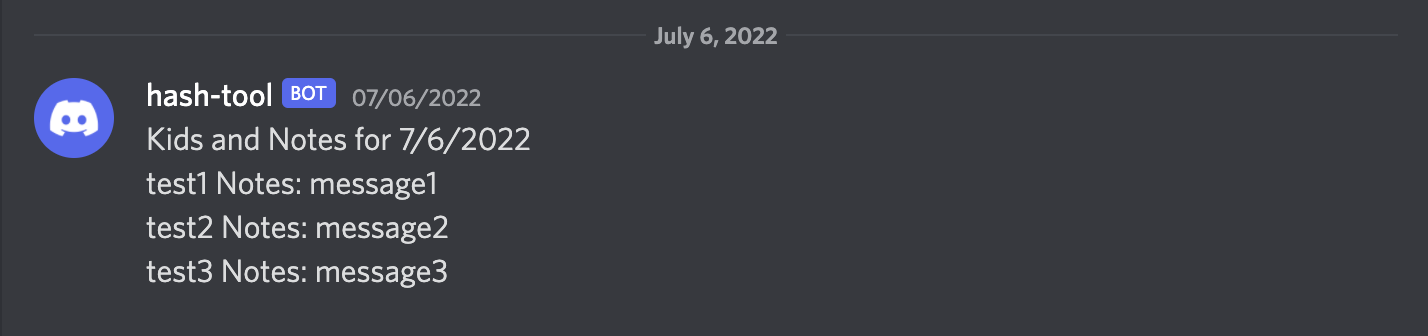 July 6, 2022
hash-tool BOT 07/06/2022
Kids and Notes for 7/6/2022
test1 Notes: message1
test2 Notes: message2
test3 Notes: message3